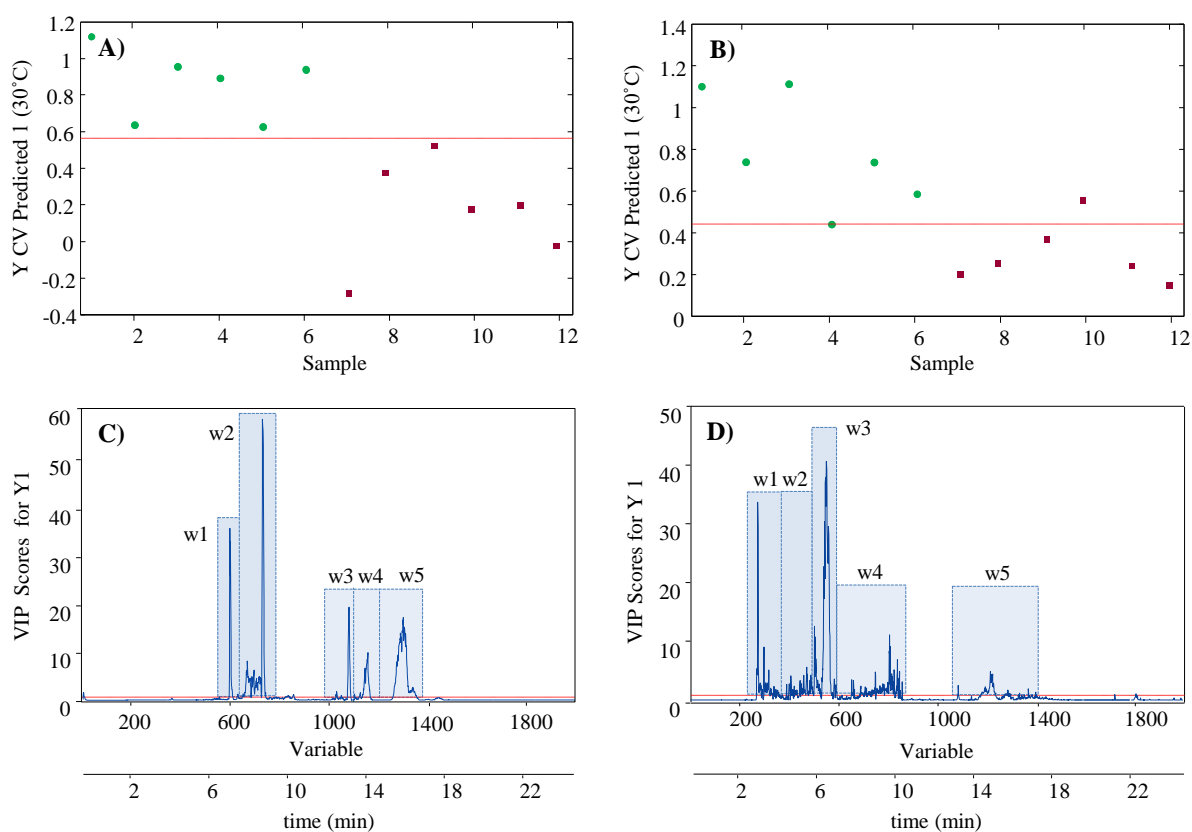 A)
Y CV Predicted 1 (30˚C)
1.2
1
0.8
0.6
0.4
0.2
0
-0.2
-0.4
2 4 6 8 10 12
Sample
B)
Y CV Predicted 1 (30˚C)
1.4
1.2
1
0.8
0.6
0.4
0.2
0
2 4 6 8 10 12
Sample
C)
VIP Scores for Y1
60
50
40
30
20
10
0
w1
w2
w3 w4 w5
200 600 1000 1400 1800
Variable
2 6 10 14 18 22
time (min)
D)
VIP Scores for Y 1
50
40
30
20
10
0
w1 w2
w3
w4
w5
200 600 1000 1400 1800
Variable
2 6 10 14 18 22
time (min)